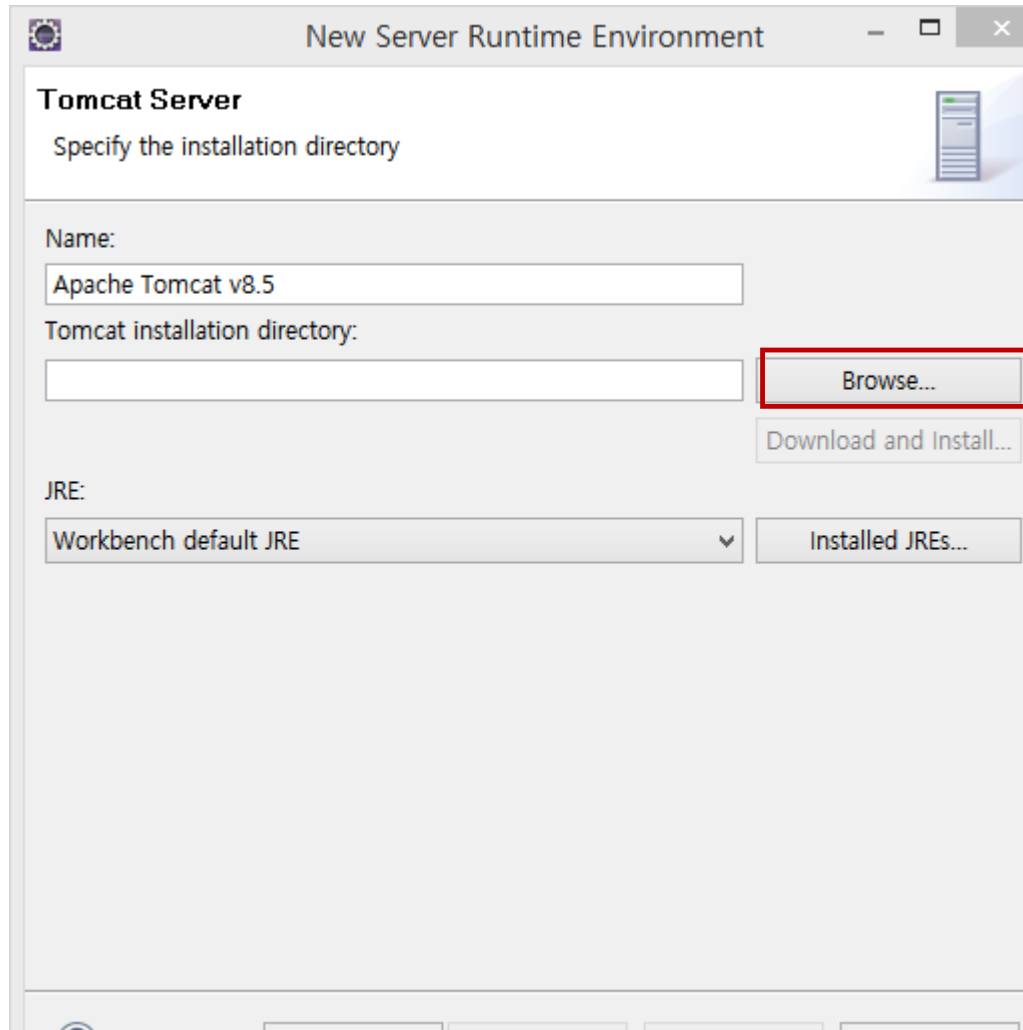 New Server Runtime Environment
Tomcat Server
Specify the installation directory
Name:
Apache Tomcat v8.5
Tomcat installation directory:
Browse...
Download and Install...
JRE:
Workbench default JRE
Installed JREs...